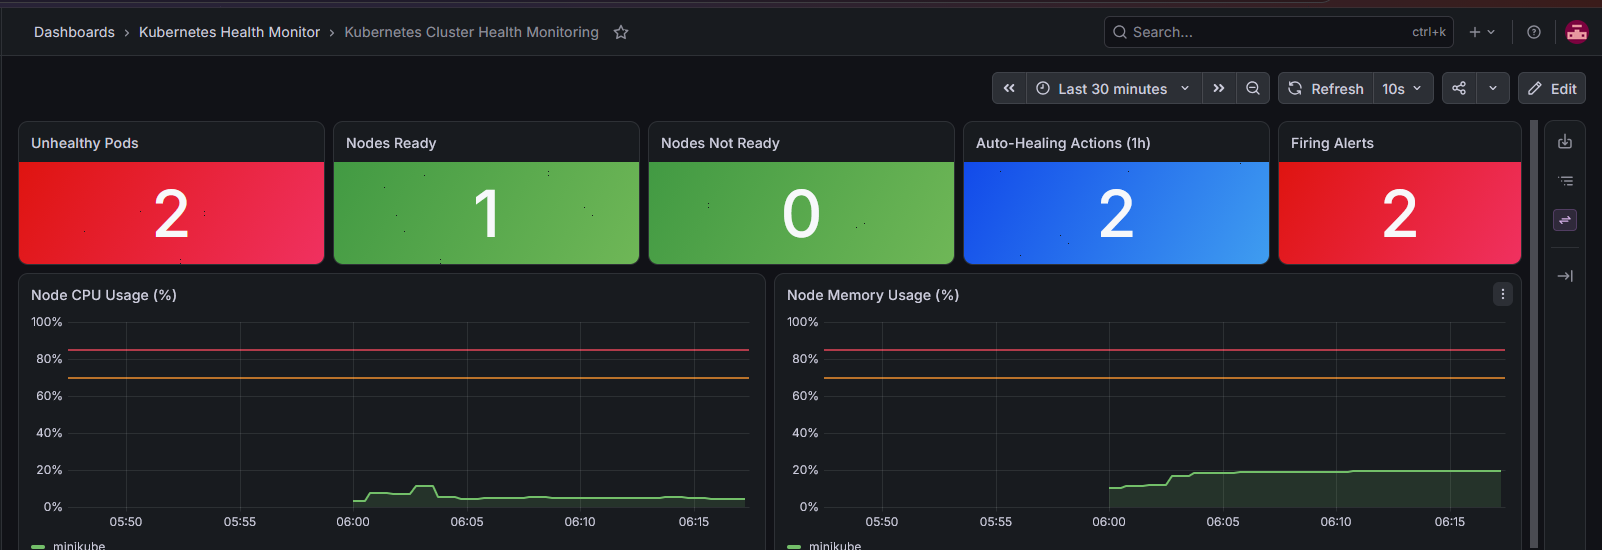 Dashboards › Kubernetes Health Monitor › Kubernetes Cluster Health Monitoring
Search... ctrl+k
Last 30 minutes Refresh 10s Edit
Unhealthy Pods
2
Nodes Ready
1
Nodes Not Ready
0
Auto-Healing Actions (1h)
2
Firing Alerts
2
Node CPU Usage (%)
100%
80%
60%
40%
20%
0%
05:50 05:55 06:00 06:05 06:10 06:15
minikube
Node Memory Usage (%)
100%
80%
60%
40%
20%
0%
05:50 05:55 06:00 06:05 06:10 06:15
minikube